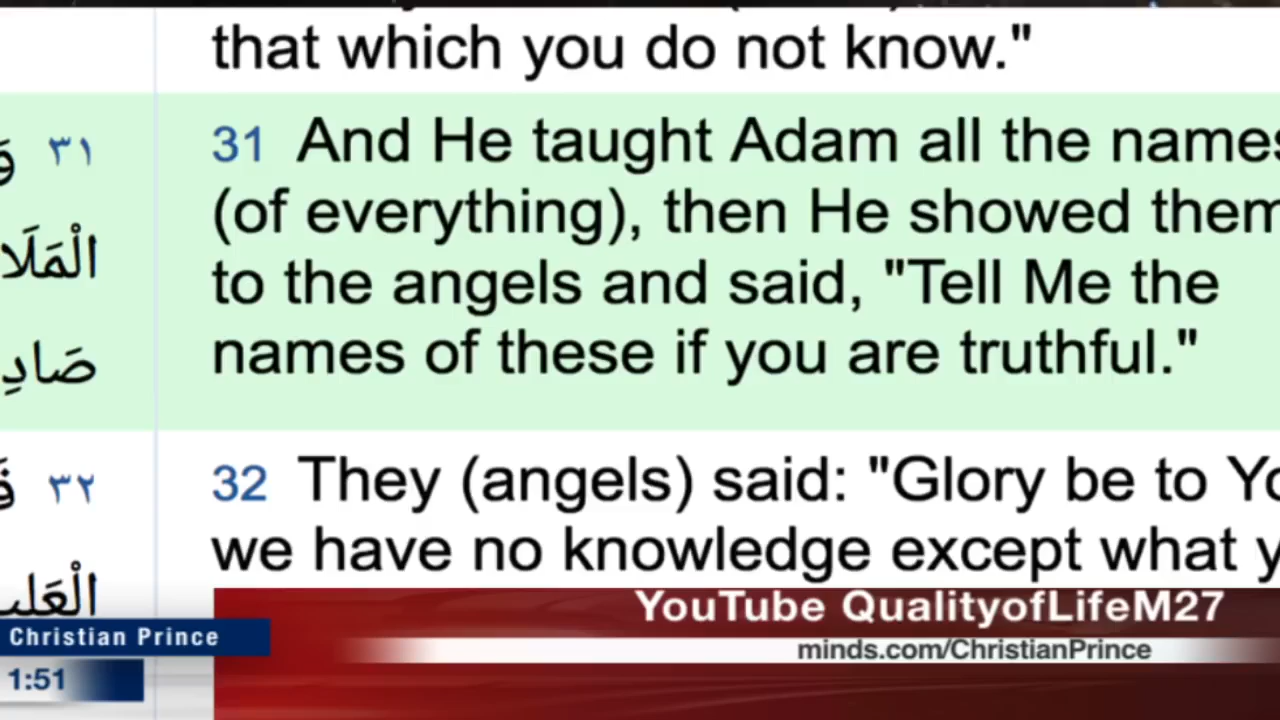 that which you do not know."
٣١
31 And He taught Adam all the names
(of everything), then He showed them
to the angels and said, "Tell Me the
names of these if you are truthful."
٣٢
32 They (angels) said: "Glory be to
we have no knowledge except what
YouTube QualityofLifeM27
minds.com/ChristianPrince
Christian Prince
1:51